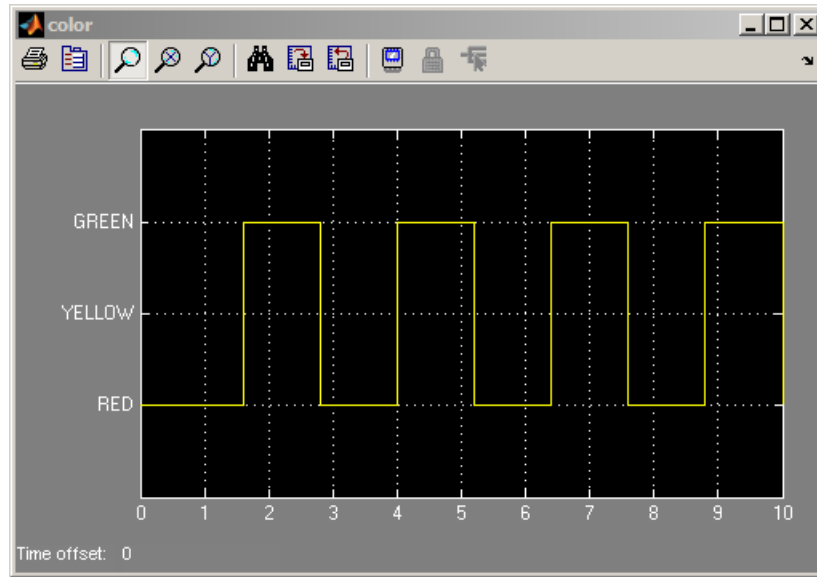 color
GREEN
YELLOW
RED
0 1 2 3 4 5 6 7 8 9 10
Time offset: 0